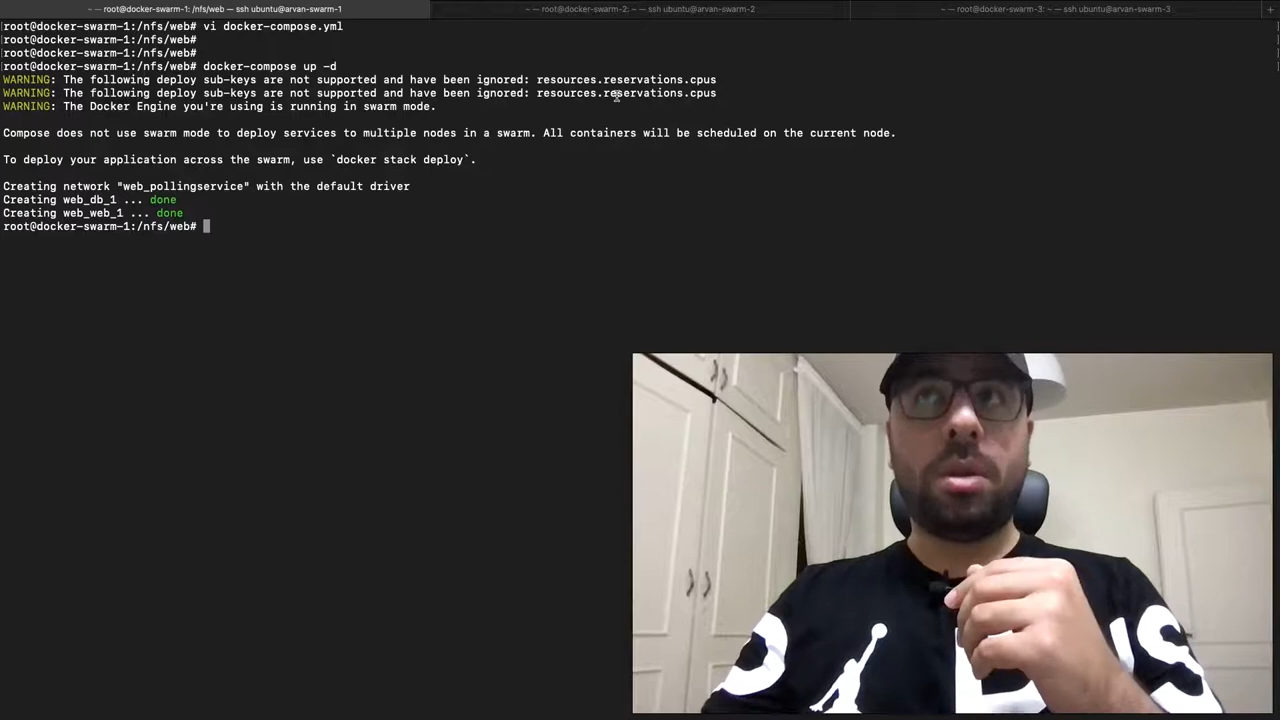 ~ — root@docker-swarm-1: /nfs/web — ssh ubuntu@arvan-swarm-1
~ — root@docker-swarm-2: ~ — ssh ubuntu@arvan-swarm-2
~ — root@docker-swarm-3: ~ — ssh ubuntu@arvan-swarm-3
+
root@docker-swarm-1:/nfs/web# vi docker-compose.yml
root@docker-swarm-1:/nfs/web#
root@docker-swarm-1:/nfs/web#
root@docker-swarm-1:/nfs/web# docker-compose up -d
WARNING: The following deploy sub-keys are not supported and have been ignored: resources.reservations.cpus
WARNING: The following deploy sub-keys are not supported and have been ignored: resources.reservations.cpus
WARNING: The Docker Engine you're using is running in swarm mode.
Compose does not use swarm mode to deploy services to multiple nodes in a swarm. All containers will be scheduled on the current node.
To deploy your application across the swarm, use `docker stack deploy`.
Creating network "web_pollingservice" with the default driver
Creating web_db_1 ... done
Creating web_web_1 ... done
root@docker-swarm-1:/nfs/web#